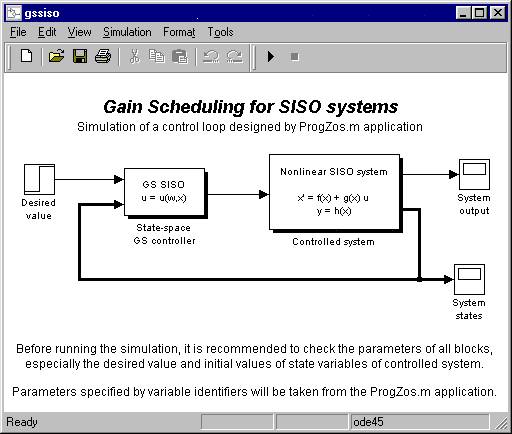 gssiso
File Edit View Simulation Format Tools
Gain Scheduling for SISO systems
Simulation of a control loop designed by ProgZos.m application
Desired
value
GS SISO
u = u(w,x)
State-space
GS controller
Nonlinear SISO system
x' = f(x) + g(x) u
y = h(x)
Controlled system
System
output
System
states
Before running the simulation, it is recommended to check the parameters of all blocks,
especially the desired value and initial values of state variables of controlled system.
Parameters specified by variable identifiers will be taken from the ProgZos.m application.
Ready
ode45